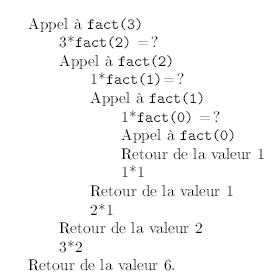 Appel à fact(3)
3*fact(2) = ?
Appel à fact(2)
1*fact(1) = ?
Appel à fact(1)
1*fact(0) = ?
Appel à fact(0)
Retour de la valeur 1
1*1
Retour de la valeur 1
2*1
Retour de la valeur 2
3*2
Retour de la valeur 6.